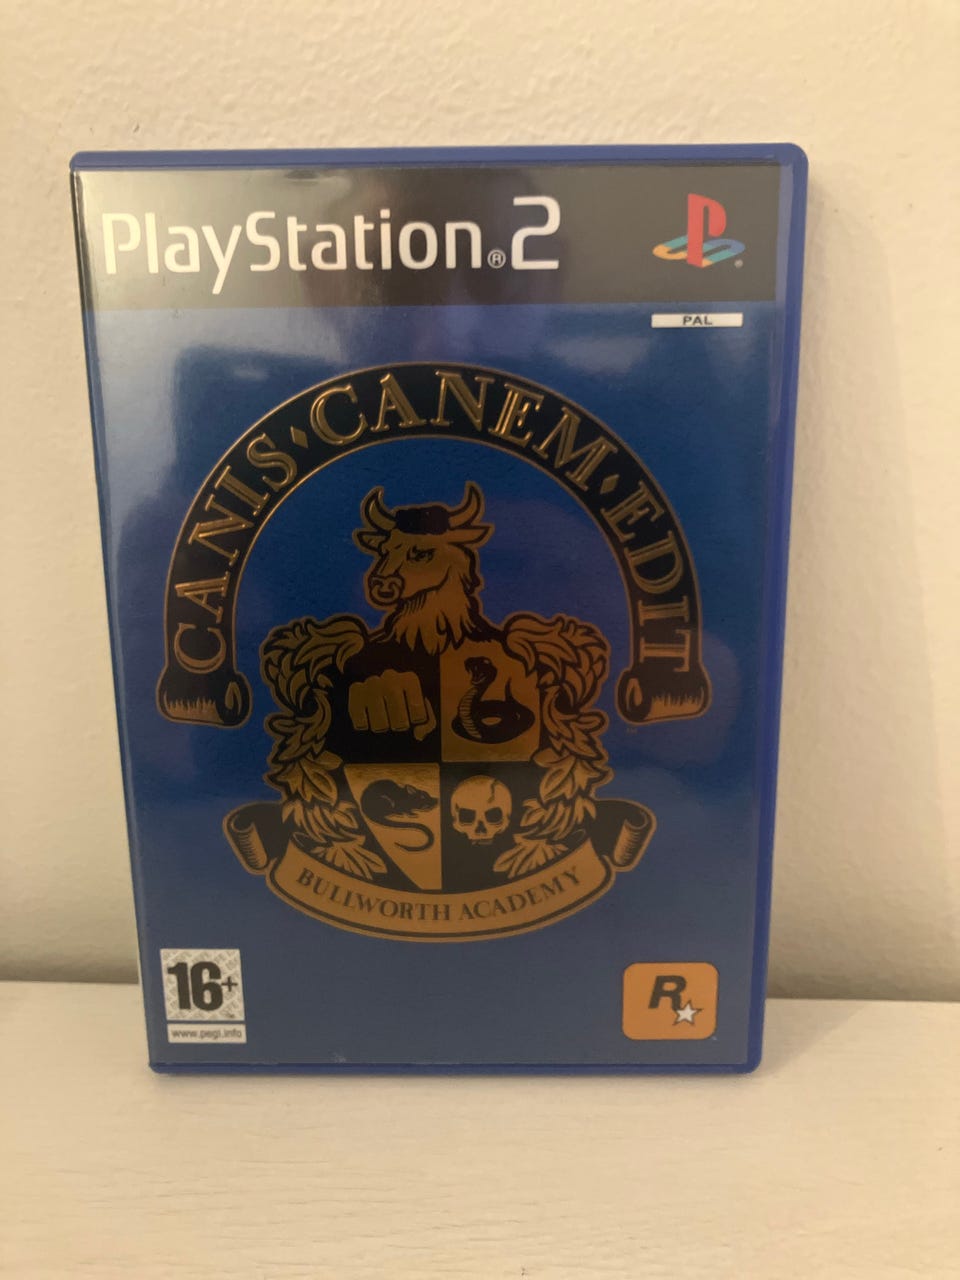 PlayStation®2
PAL
CANIS·CANEM·EDIT
BULLWORTH ACADEMY
16+
www.pegi.info
R